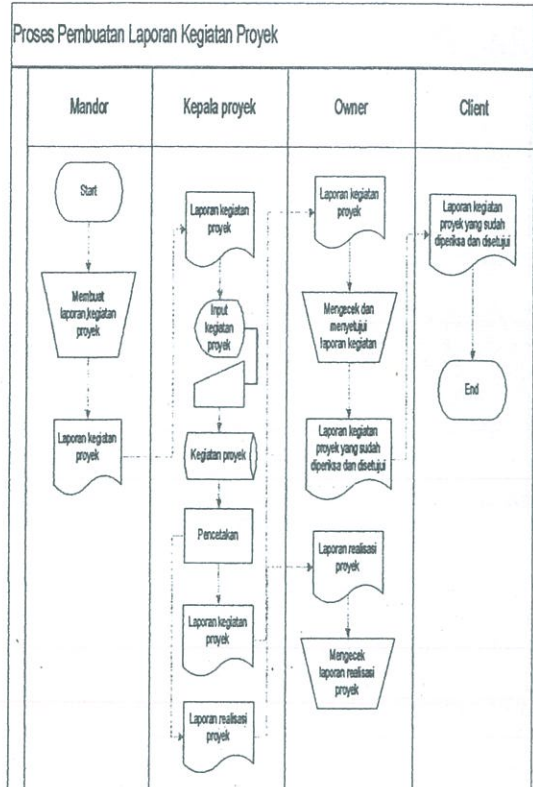 Proses Pembuatan Laporan Kegiatan Proyek
Mandor
Kepala proyek
Owner
Client
Start
Membuat
laporan,kegiatan
proyek
Laporan kegiatan
proyek
Laporan kegiatan
proyek
Input
kegiatan
proyek
Kegiatan proyek
Pencetakan
Laporan kegiatan
proyek
Laporan realisasi
proyek
Laporan kegiatan
proyek
Mengecek dan
menyetujui
laporan kegiatan
Laporan kegiatan
proyek yang sudah
diperiksa dan disetujui
Laporan realisasi
proyek
Mengecek
laporan realisasi
proyek
Laporan kegiatan
proyek yang sudah
diperiksa dan disetujui
End